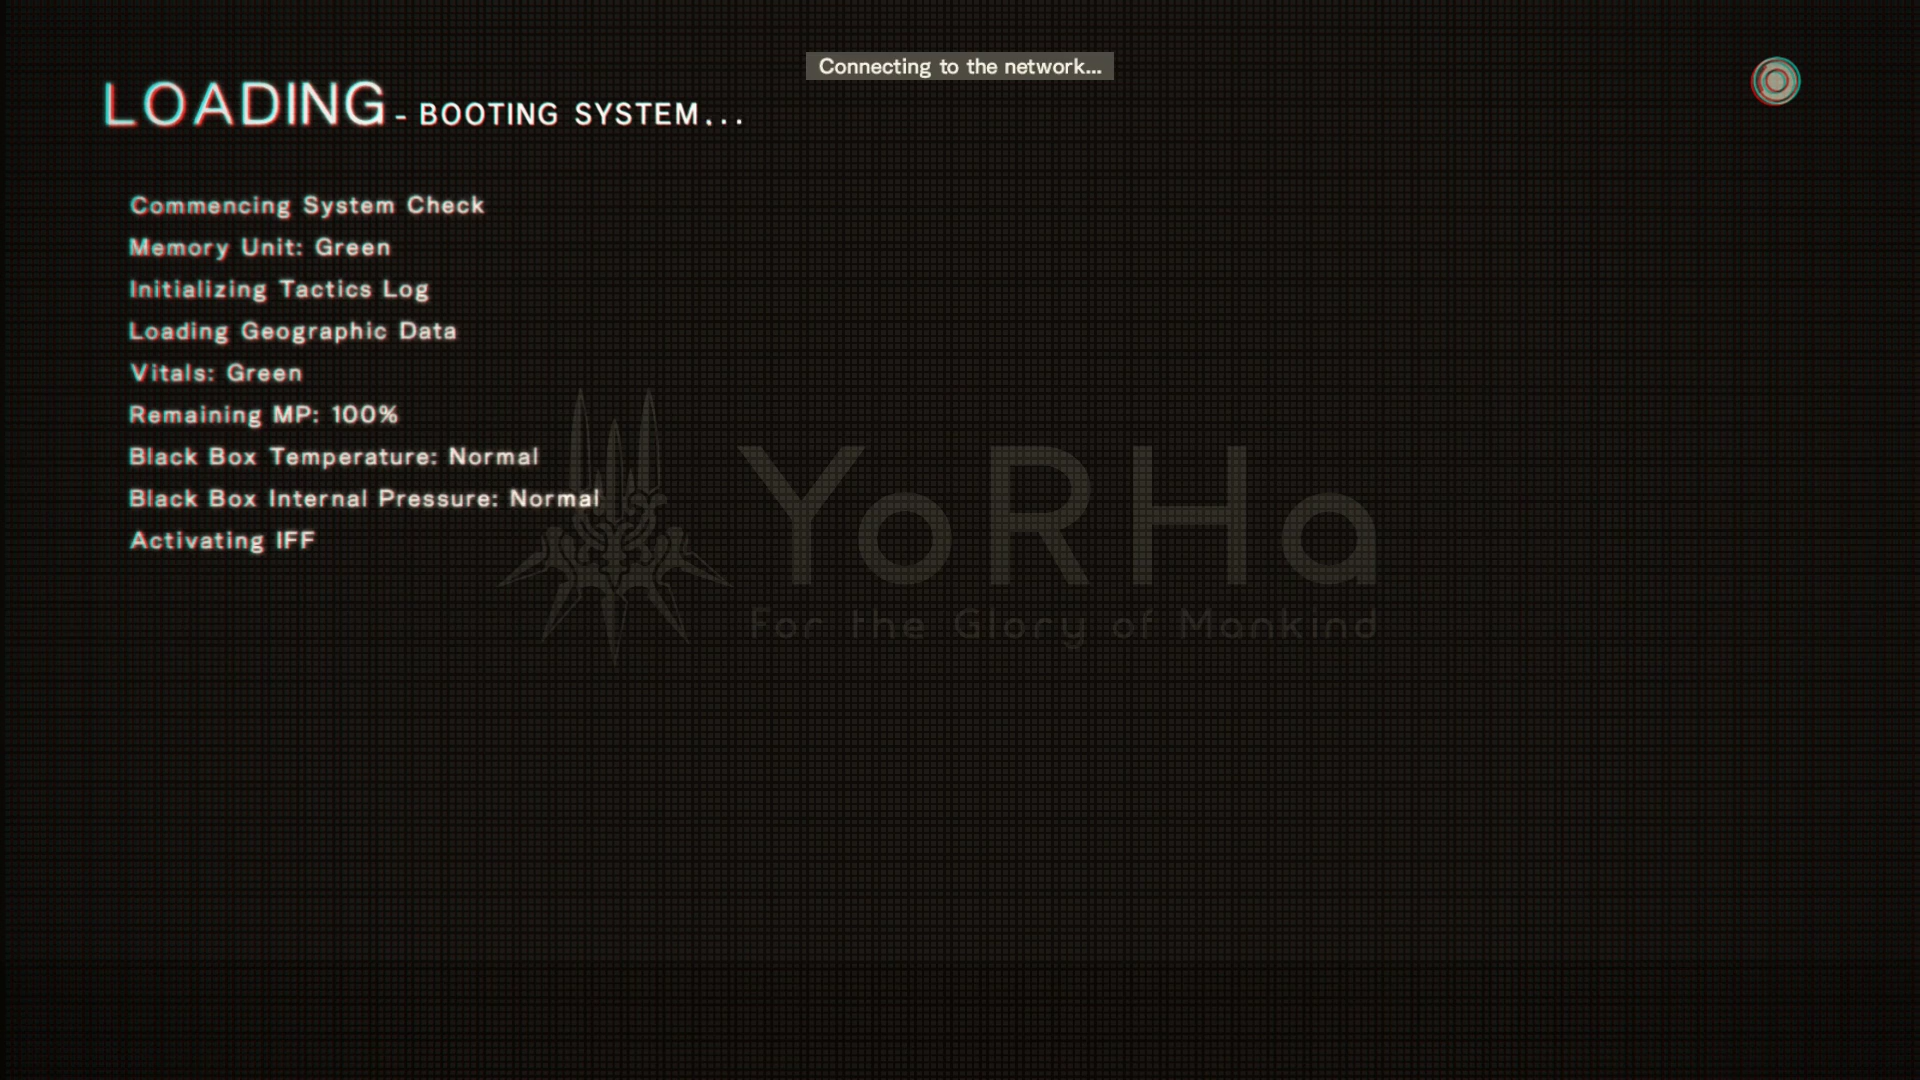 Connecting to the network...
LOADING - BOOTING SYSTEM...
Commencing System Check
Memory Unit: Green
Initializing Tactics Log
Loading Geographic Data
Vitals: Green
Remaining MP: 100%
Black Box Temperature: Normal
Black Box Internal Pressure: Normal
Activating IFF
YoRHa
For the Glory of Mankind